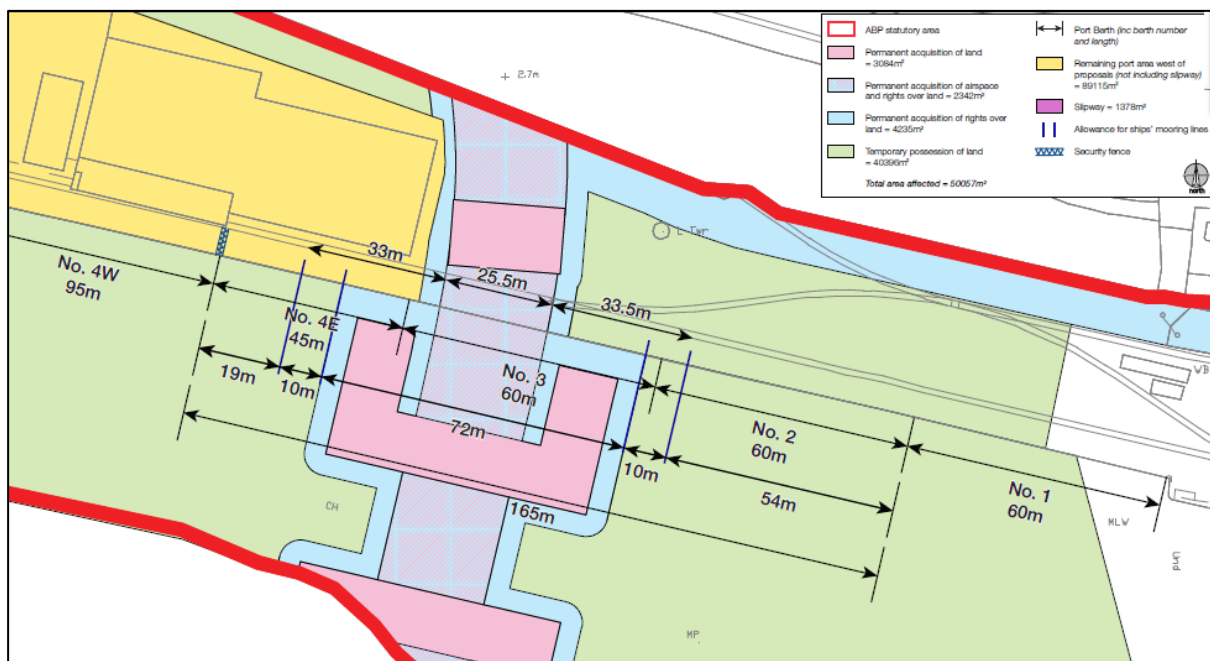 ABP statutory area
Permanent acquisition of land
= 3084m²
Permanent acquisition of airspace
and rights over land = 2342m²
Permanent acquisition of rights over
land = 4235m²
Temporary possession of land
= 40396m²
Total area affected = 50057m²
Port Berth (inc berth number
and length)
Remaining port area west of
proposals (not including slipway)
= 89115m²
Slipway = 1378m²
Allowance for ships' mooring lines
Security fence
north
2.7m
L Twr
33m
25.5m
33.5m
No. 4W
95m
No. 4E
45m
19m
10m
No. 3
60m
72m
WB
No. 2
60m
10m
54m
No. 1
60m
165m
CH
MLW
Und
MP